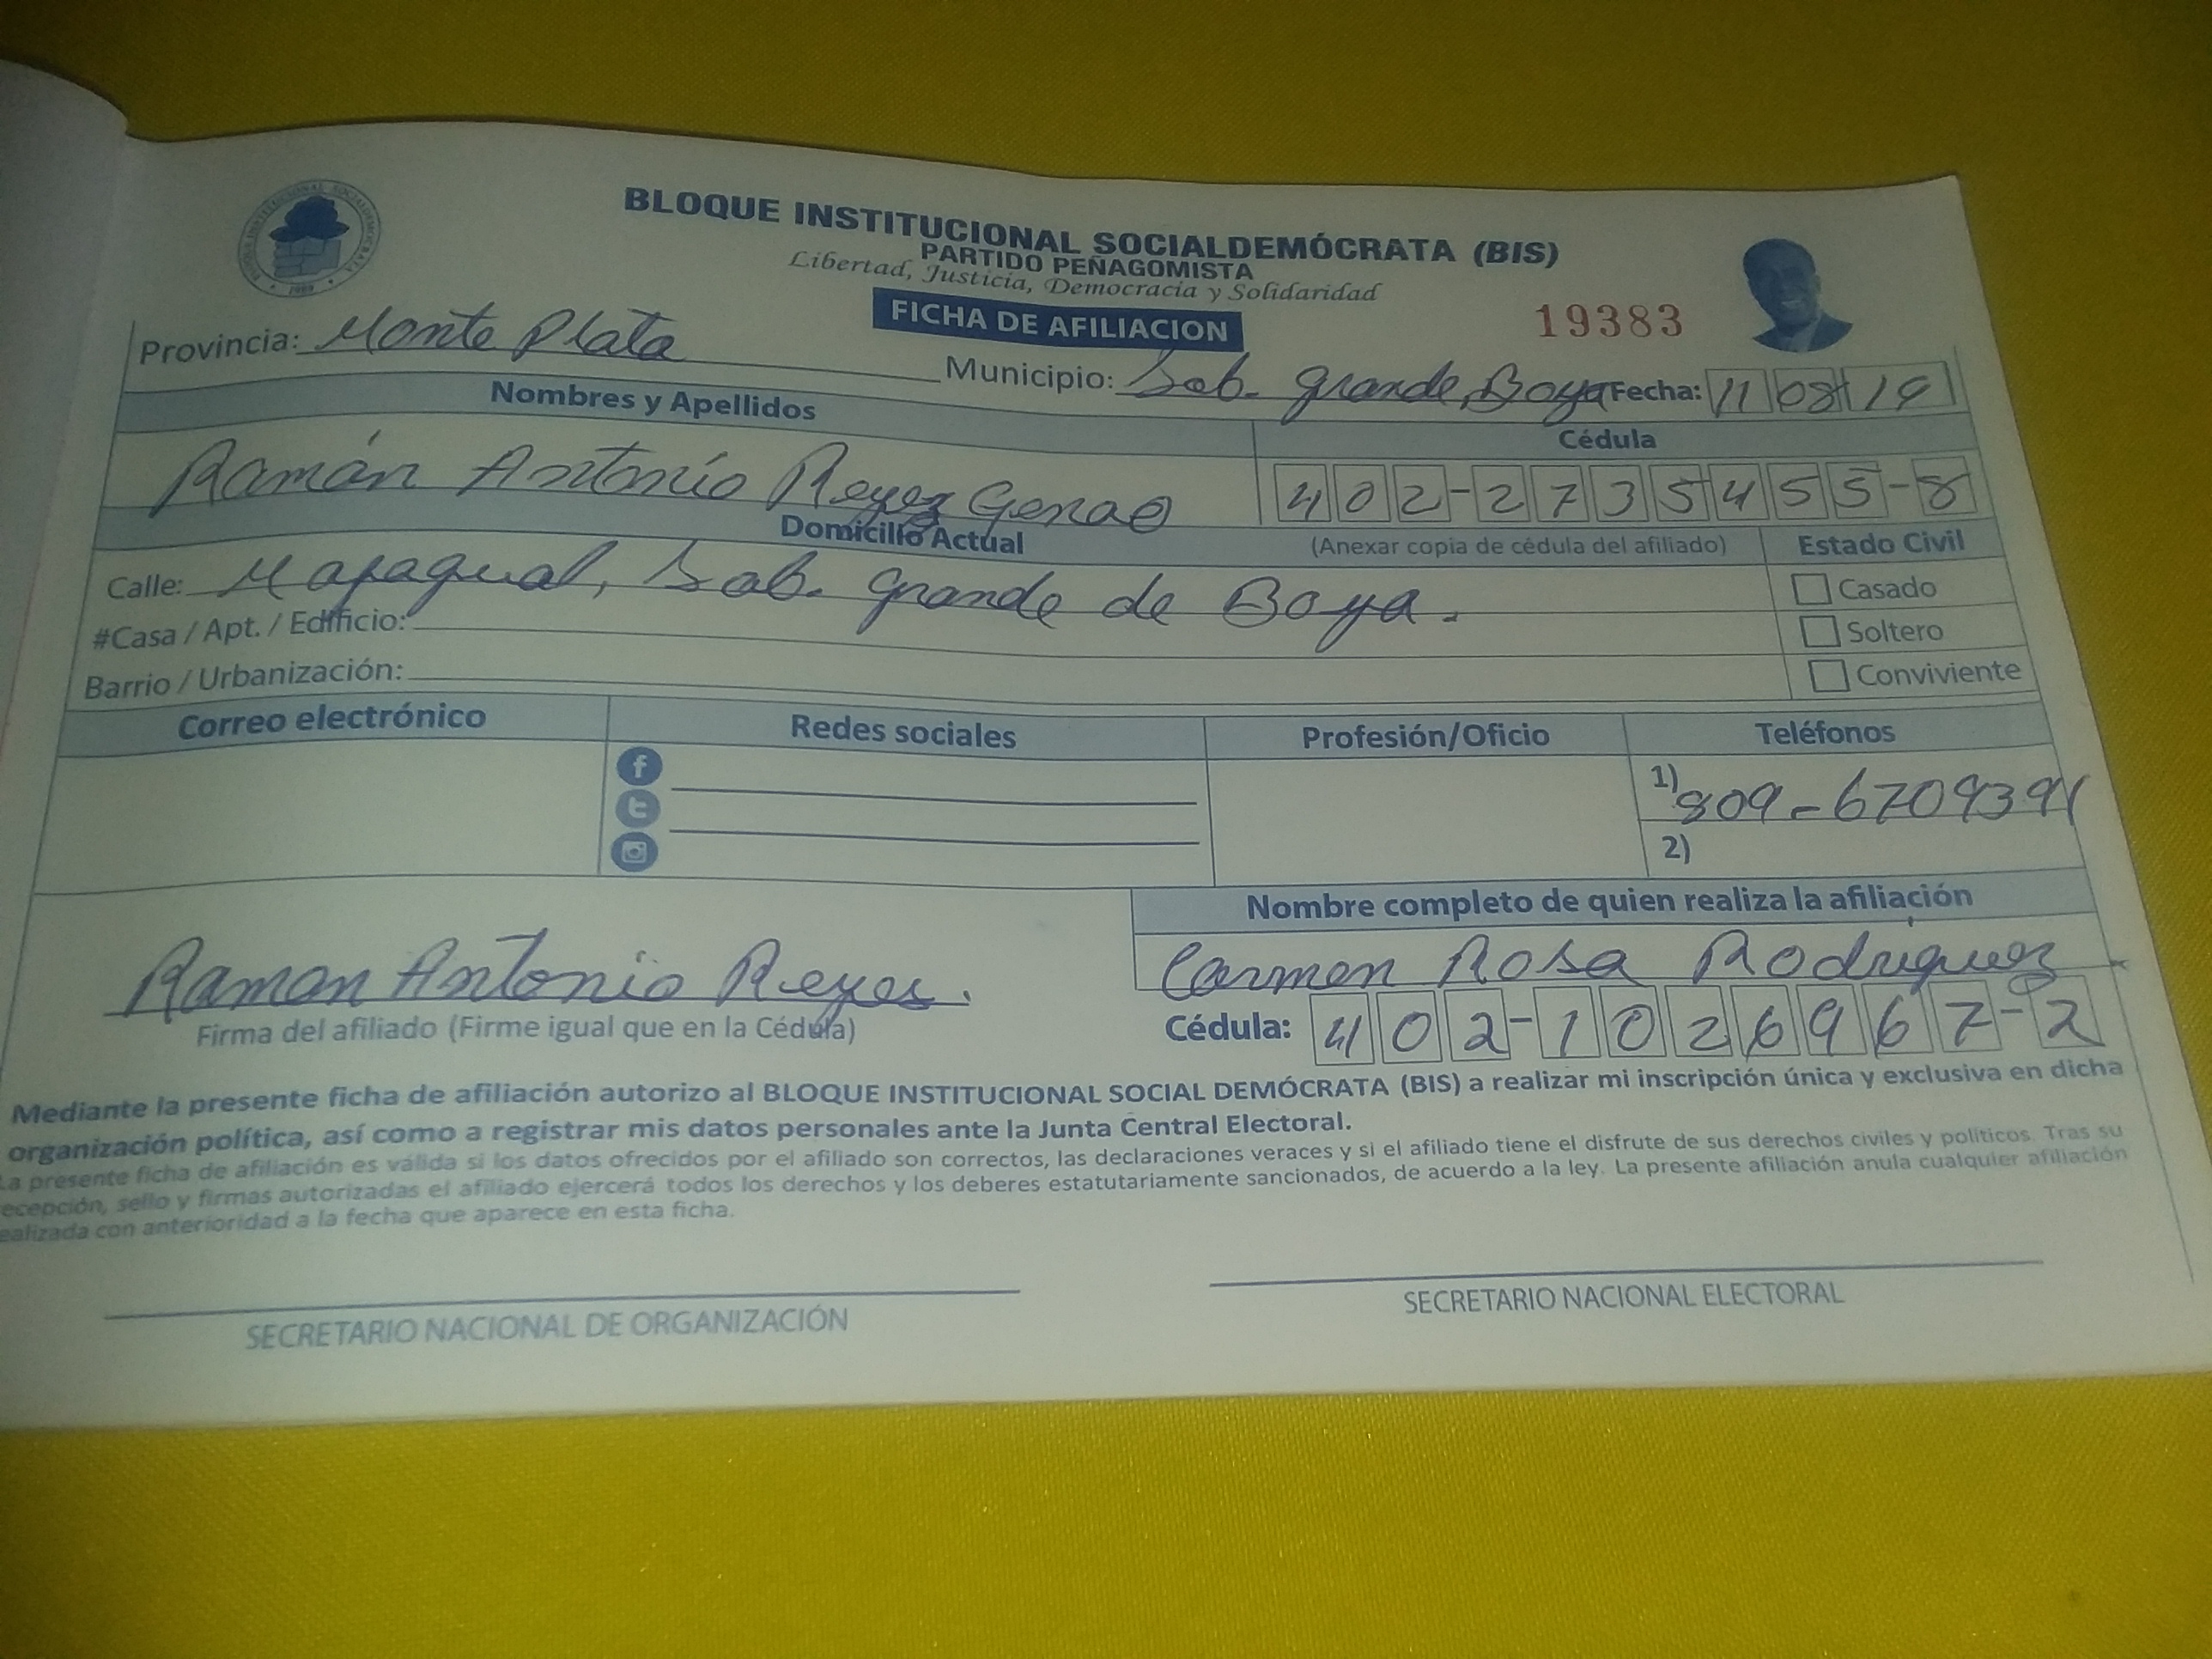 BLOQUE INSTITUCIONAL SOCIALDEMÓCRATA (BIS)
PARTIDO PEÑAGOMISTA
Libertad, Justicia, Democracia y Solidaridad
FICHA DE AFILIACION
19383
Provincia: Monte Plata
Municipio: Sab. Grande, Boya Fecha: 11 08 19
Nombres y Apellidos
Cédula
Ramón Antonio Reyes Genao
402-2735455-8
Domicilio Actual
(Anexar copia de cédula del afiliado)
Estado Civil
Calle: Mapagual, Sab. Grande de Boya.
#Casa / Apt. / Edificio:
Barrio / Urbanización:
Casado
Soltero
Conviviente
Correo electrónico
Redes sociales
Profesión/Oficio
Teléfonos
1) 809-6709391
2)
Nombre completo de quien realiza la afiliación
Carmen Rosa Rodriguez
Ramon Antonio Reyes.
Firma del afiliado (Firme igual que en la Cédula)
Cédula: 402-1026967-2
Mediante la presente ficha de afiliación autorizo al BLOQUE INSTITUCIONAL SOCIAL DEMÓCRATA (BIS) a realizar mi inscripción única y exclusiva en dicha
organización política, así como a registrar mis datos personales ante la Junta Central Electoral.
La presente ficha de afiliación es válida si los datos ofrecidos por el afiliado son correctos, las declaraciones veraces y si el afiliado tiene el disfrute de sus derechos civiles y políticos. Tras su
ecepción, sello y firmas autorizadas el afiliado ejercerá todos los derechos y los deberes estatutariamente sancionados, de acuerdo a la ley. La presente afiliación anula cualquier afiliación
ealizada con anterioridad a la fecha que aparece en esta ficha.
SECRETARIO NACIONAL DE ORGANIZACIÓN
SECRETARIO NACIONAL ELECTORAL